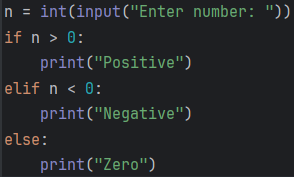 n = int(input("Enter number: "))
if n > 0:
    print("Positive")
elif n < 0:
    print("Negative")
else:
    print("Zero")